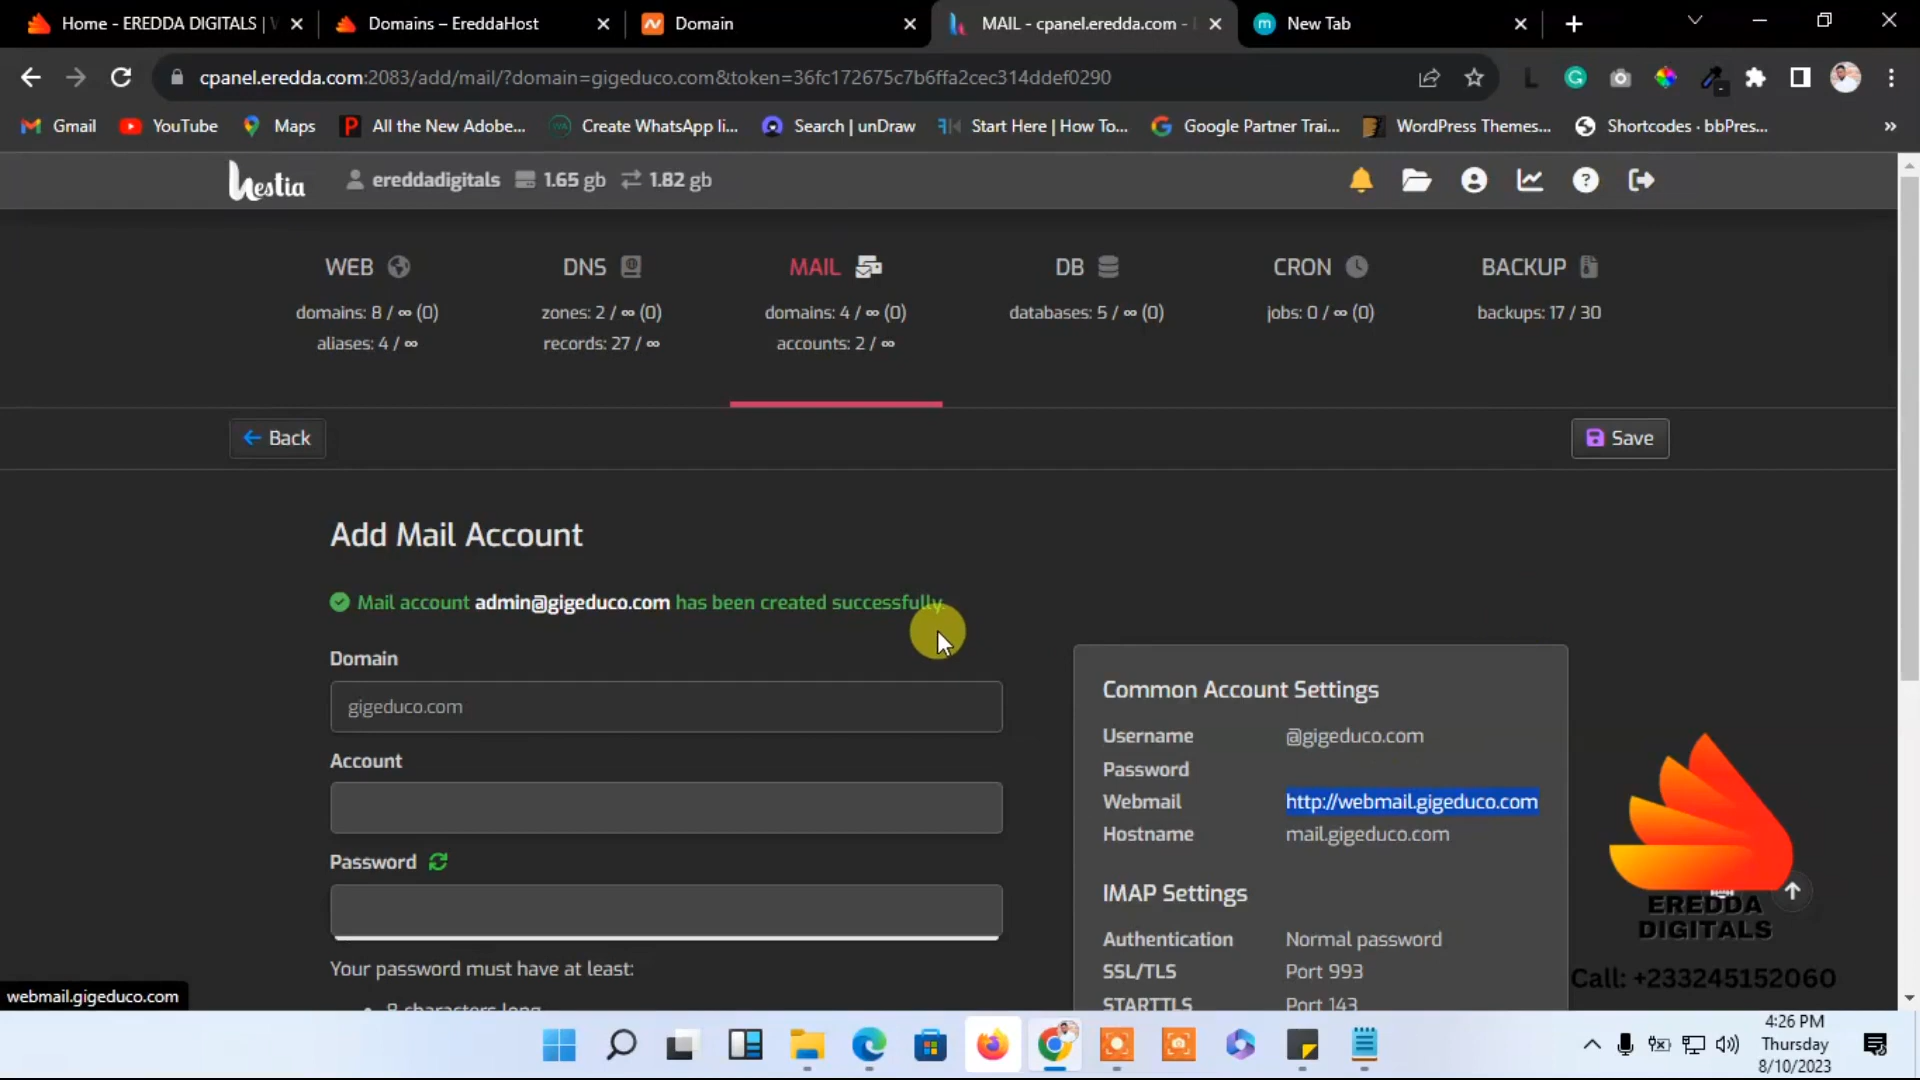 Home - EREDDA DIGITALS |
Domains – EreddaHost
Domain
MAIL - cpanel.eredda.com -
New Tab
cpanel.eredda.com:2083/add/mail/?domain=gigeduco.com&token=36fc172675c7b6ffa2cec314ddef0290
Gmail
YouTube
Maps
All the New Adobe...
Create WhatsApp li...
Search | unDraw
Start Here | How To...
Google Partner Trai...
WordPress Themes...
Shortcodes · bbPres...
hestia
ereddadigitals
1.65 gb
1.82 gb
WEB
domains: 8 / ∞ (0)
aliases: 4 / ∞
DNS
zones: 2 / ∞ (0)
records: 27 / ∞
MAIL
domains: 4 / ∞ (0)
accounts: 2 / ∞
DB
databases: 5 / ∞ (0)
CRON
jobs: 0 / ∞ (0)
BACKUP
backups: 17 / 30
Back
Save
Add Mail Account
Mail account admin@gigeduco.com has been created successfully.
Domain
gigeduco.com
Account
Password
Your password must have at least:
8 characters long
Common Account Settings
Username @gigeduco.com
Password
Webmail http://webmail.gigeduco.com
Hostname mail.gigeduco.com
IMAP Settings
Authentication Normal password
SSL/TLS Port 993
STARTTLS Port 143
EREDDA
DIGITALS
Call: +233245152060
webmail.gigeduco.com
4:26 PM
Thursday
8/10/2023